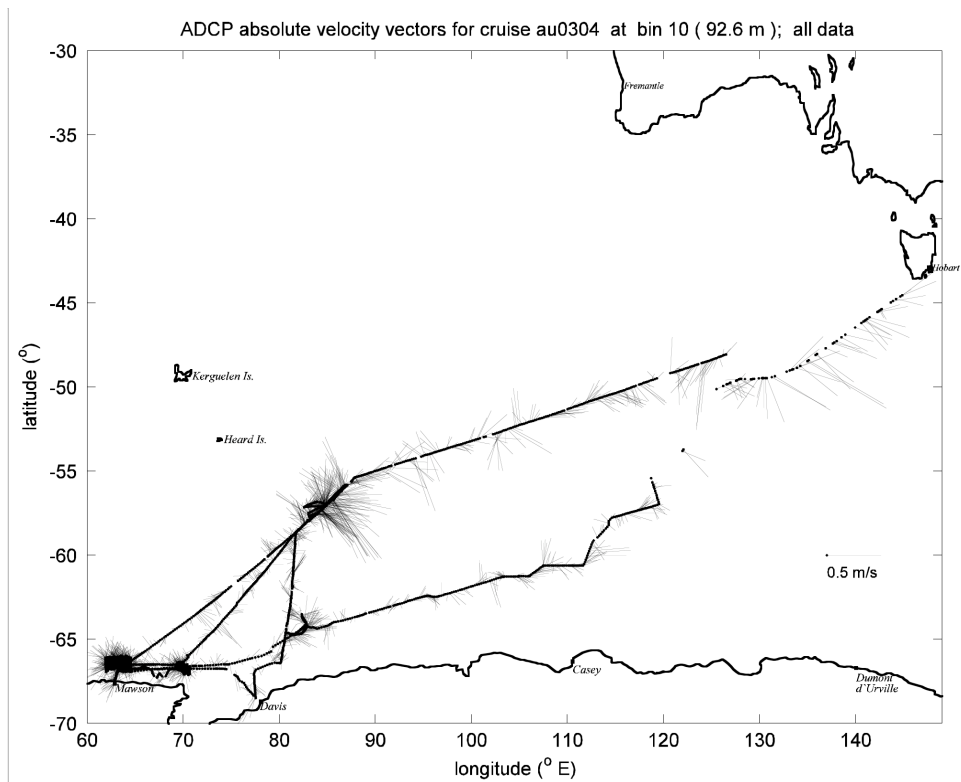 ADCP absolute velocity vectors for cruise au0304 at bin 10 ( 92.6 m ); all data
-30
Fremantle
-35
-40
Hobart
-45
latitude (o)
-50
Kerguelen Is.
Heard Is.
-55
-60
0.5 m/s
-65
Mawson
Casey
Dumont
d'Urville
Davis
-70
60 70 80 90 100 110 120 130 140
longitude (o E)